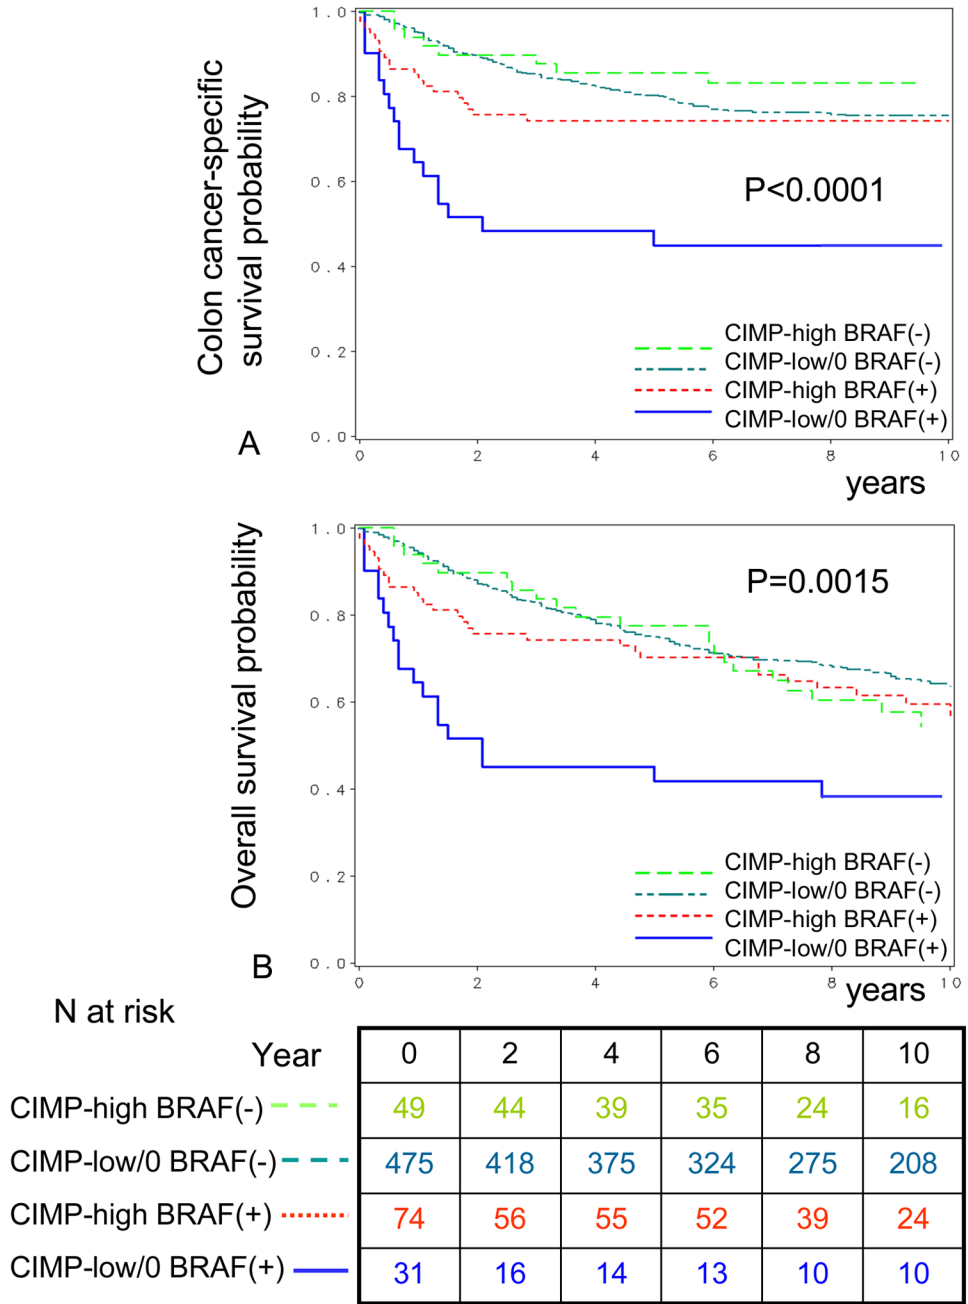 Colon cancer-specific
survival probability
1.0
0.8
0.6
0.4
0.2
0.0
P<0.0001
CIMP-high BRAF(-)
CIMP-low/0 BRAF(-)
CIMP-high BRAF(+)
CIMP-low/0 BRAF(+)
A
0 2 4 6 8 10
years
Overall survival probability
1.0
0.8
0.6
0.4
0.2
0.0
P=0.0015
CIMP-high BRAF(-)
CIMP-low/0 BRAF(-)
CIMP-high BRAF(+)
CIMP-low/0 BRAF(+)
B
0 2 4 6 8 10
years
N at risk
Year 0 2 4 6 8 10
CIMP-high BRAF(-) 49 44 39 35 24 16
CIMP-low/0 BRAF(-) 475 418 375 324 275 208
CIMP-high BRAF(+) 74 56 55 52 39 24
CIMP-low/0 BRAF(+) 31 16 14 13 10 10